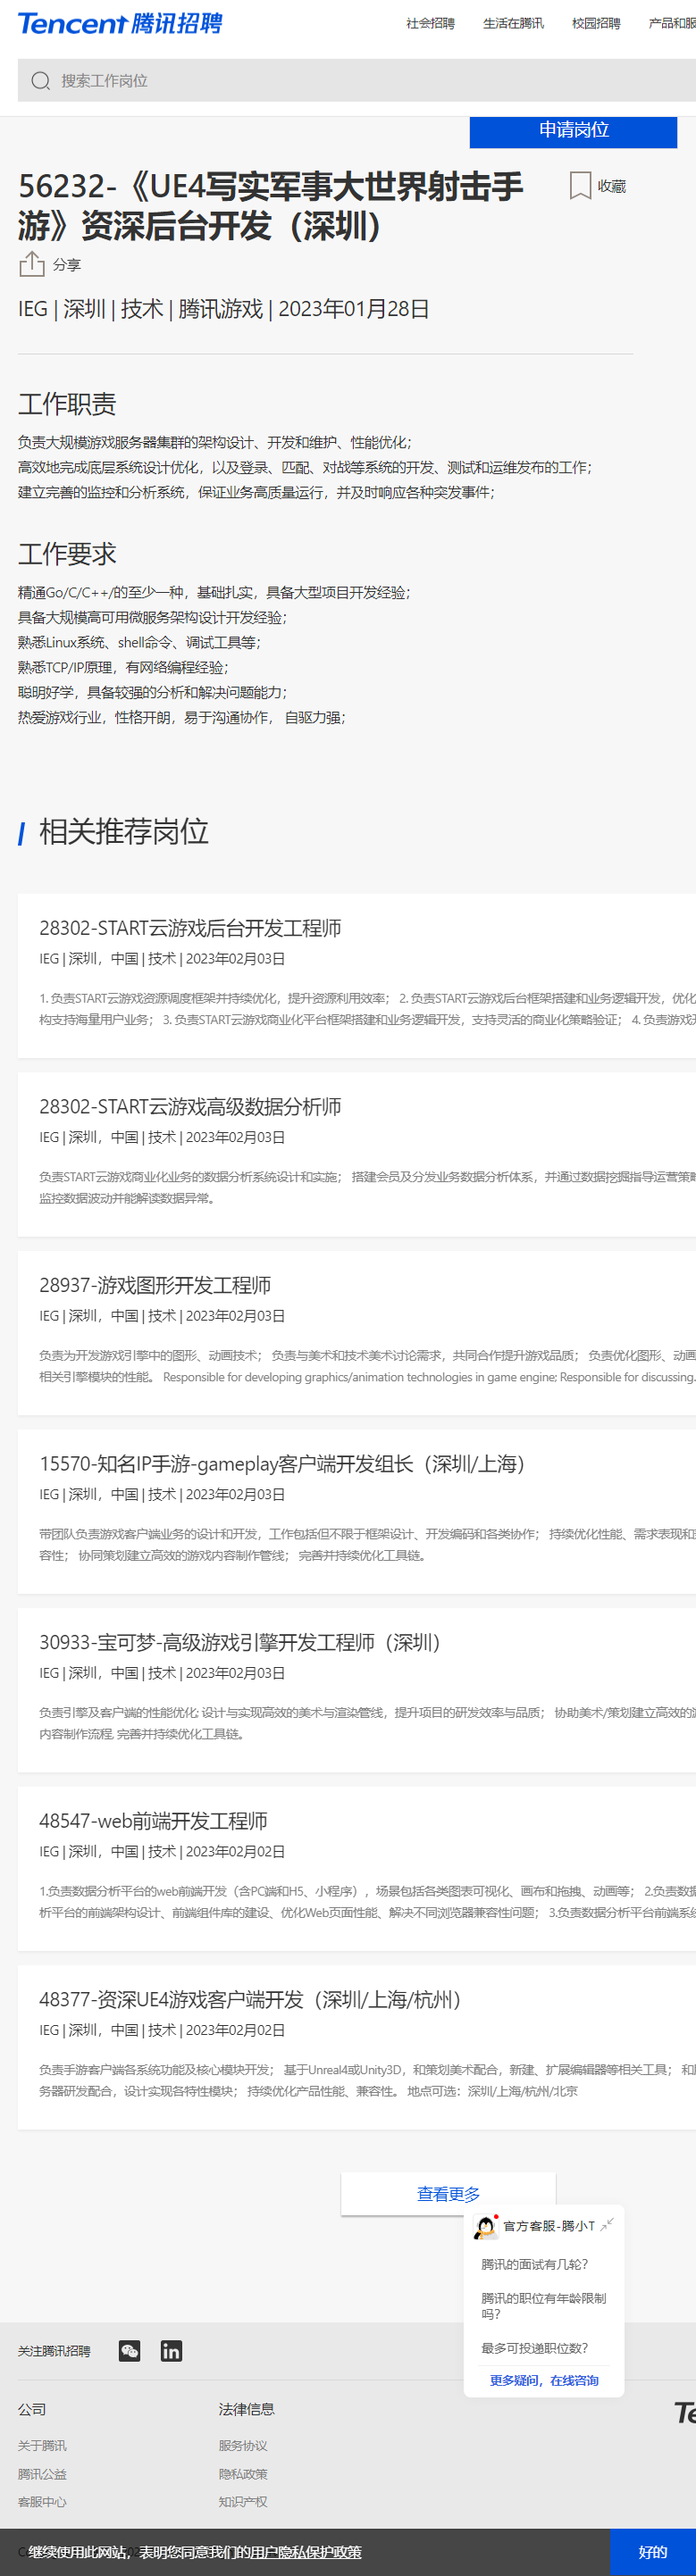 Tencent 腾讯招聘
社会招聘 生活在腾讯 校园招聘 产品和服
搜索工作岗位
申请岗位
56232-《UE4写实军事大世界射击手
游》资深后台开发（深圳）
收藏
分享
IEG | 深圳 | 技术 | 腾讯游戏 | 2023年01月28日
工作职责
负责大规模游戏服务器集群的架构设计、开发和维护、性能优化；
高效地完成底层系统设计优化，以及登录、匹配、对战等系统的开发、测试和运维发布的工作；
建立完善的监控和分析系统，保证业务高质量运行，并及时响应各种突发事件；
工作要求
精通Go/C/C++/的至少一种，基础扎实，具备大型项目开发经验；
具备大规模高可用微服务架构设计开发经验；
熟悉Linux系统、shell命令、调试工具等；
熟悉TCP/IP原理，有网络编程经验；
聪明好学，具备较强的分析和解决问题能力；
热爱游戏行业，性格开朗，易于沟通协作， 自驱力强；
相关推荐岗位
28302-START云游戏后台开发工程师
IEG | 深圳，中国 | 技术 | 2023年02月03日
1. 负责START云游戏资源调度框架并持续优化，提升资源利用效率； 2. 负责START云游戏后台框架搭建和业务逻辑开发，优化
构支持海量用户业务； 3. 负责START云游戏商业化平台框架搭建和业务逻辑开发，支持灵活的商业化策略验证； 4. 负责游戏
28302-START云游戏高级数据分析师
IEG | 深圳，中国 | 技术 | 2023年02月03日
负责START云游戏商业化业务的数据分析系统设计和实施； 搭建会员及分发业务数据分析体系，并通过数据挖掘指导运营策略
监控数据波动并能解读数据异常。
28937-游戏图形开发工程师
IEG | 深圳，中国 | 技术 | 2023年02月03日
负责为开发游戏引擎中的图形、动画技术； 负责与美术和技术美术讨论需求，共同合作提升游戏品质； 负责优化图形、动画
相关引擎模块的性能。 Responsible for developing graphics/animation technologies in game engine; Responsible for discussing.
15570-知名IP手游-gameplay客户端开发组长（深圳/上海）
IEG | 深圳，中国 | 技术 | 2023年02月03日
带团队负责游戏客户端业务的设计和开发，工作包括但不限于框架设计、开发编码和各类协作； 持续优化性能、需求表现和
容性； 协同策划建立高效的游戏内容制作管线； 完善并持续优化工具链。
30933-宝可梦-高级游戏引擎开发工程师（深圳）
IEG | 深圳，中国 | 技术 | 2023年02月03日
负责引擎及客户端的性能优化; 设计与实现高效的美术与渲染管线，提升项目的研发效率与品质； 协助美术/策划建立高效的
内容制作流程. 完善并持续优化工具链。
48547-web前端开发工程师
IEG | 深圳，中国 | 技术 | 2023年02月02日
1.负责数据分析平台的web前端开发（含PC端和H5、小程序），场景包括各类图表可视化、画布和拖拽、动画等； 2.负责数据
析平台的前端架构设计、前端组件库的建设、优化Web页面性能、解决不同浏览器兼容性问题； 3.负责数据分析平台前端系
48377-资深UE4游戏客户端开发（深圳/上海/杭州）
IEG | 深圳，中国 | 技术 | 2023年02月02日
负责手游客户端各系统功能及核心模块开发； 基于Unreal4或Unity3D，和策划美术配合，新建、扩展编辑器等相关工具； 和
务器研发配合，设计实现各特性模块； 持续优化产品性能、兼容性。 地点可选：深圳/上海/杭州/北京
查看更多
官方客服-腾小T
腾讯的面试有几轮？
腾讯的职位有年龄限制
吗？
最多可投递职位数？
更多疑问，在线咨询
关注腾讯招聘
公司 法律信息
关于腾讯 服务协议
腾讯公益 隐私政策
客服中心 知识产权
继续使用此网站，表明您同意我们的用户隐私保护政策
好的